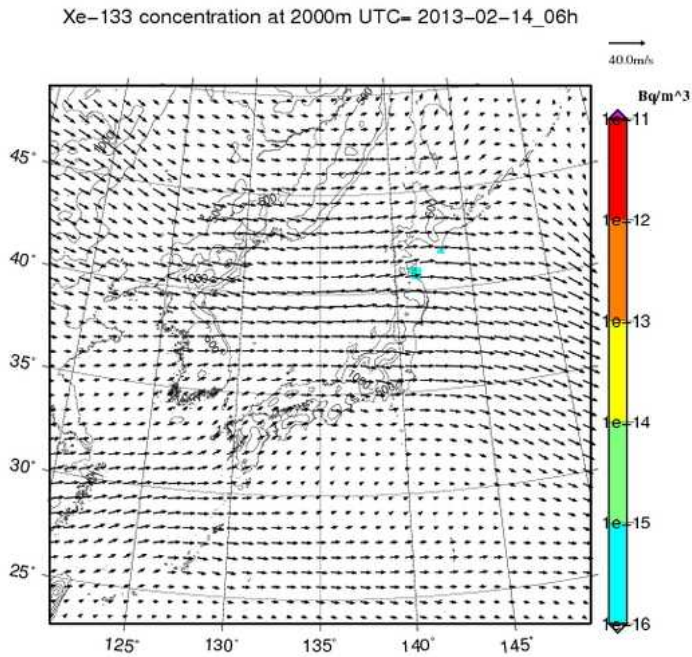 Xe-133 concentration at 2000m UTC= 2013-02-14_06h
40.0m/s
Bq/m^3
1e-11
1e-12
1e-13
1e-14
1e-15
1e-16
45°
40°
35°
30°
25°
125° 130° 135° 140° 145°